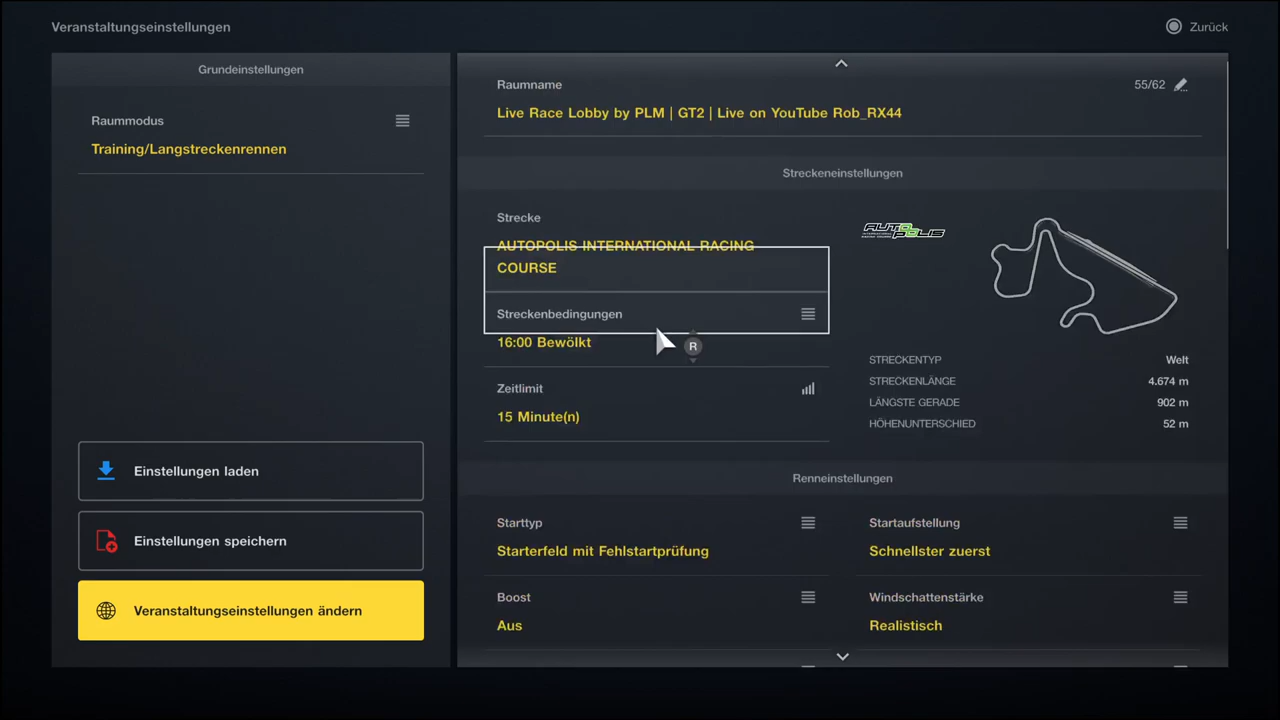 Veranstaltungseinstellungen
Zurück
Grundeinstellungen
Raummodus
Training/Langstreckenrennen
Einstellungen laden
Einstellungen speichern
Veranstaltungseinstellungen ändern
Raumname
55/62
Live Race Lobby by PLM | GT2 | Live on YouTube Rob_RX44
Streckeneinstellungen
Strecke
AUTOPOLIS INTERNATIONAL RACING
COURSE
AUTOPOLIS
Streckenbedingungen
16:00 Bewölkt
R
Zeitlimit
15 Minute(n)
STRECKENTYP Welt
STRECKENLÄNGE 4.674 m
LÄNGSTE GERADE 902 m
HÖHENUNTERSCHIED 52 m
Renneinstellungen
Starttyp
Starterfeld mit Fehlstartprüfung
Startaufstellung
Schnellster zuerst
Boost
Aus
Windschattenstärke
Realistisch